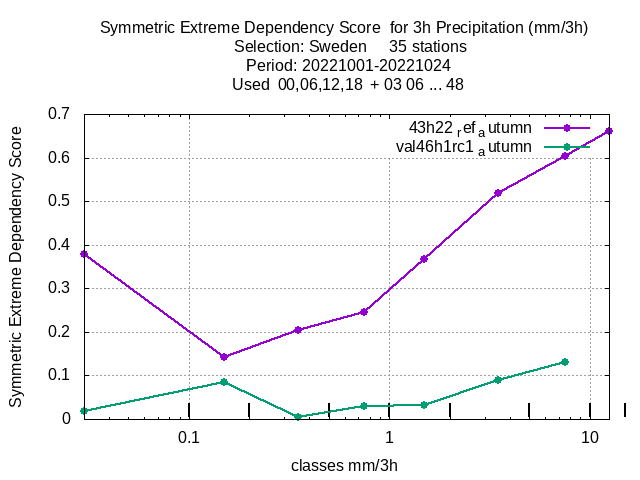 Symmetric Extreme Dependency Score  for 3h Precipitation (mm/3h)
Selection: Sweden     35 stations
Period: 20221001-20221024
Used  00,06,12,18  + 03 06 ... 48
43h22 ref a utumn
val46h1rc1 a utumn
Symmetric Extreme Dependency Score
0.7
0.6
0.5
0.4
0.3
0.2
0.1
0
0.1 1 10
classes mm/3h